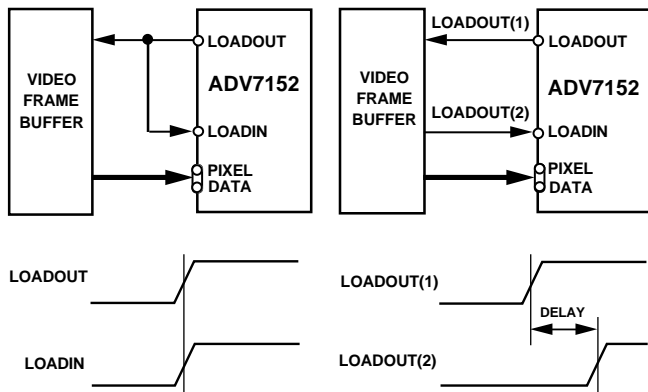 LOADOUT
ADV7152
VIDEO
FRAME
BUFFER
LOADIN
PIXEL
DATA
LOADOUT(1)
LOADOUT
ADV7152
VIDEO
FRAME
BUFFER
LOADOUT(2)
LOADIN
PIXEL
DATA
LOADOUT
LOADIN
LOADOUT(1)
DELAY
LOADOUT(2)